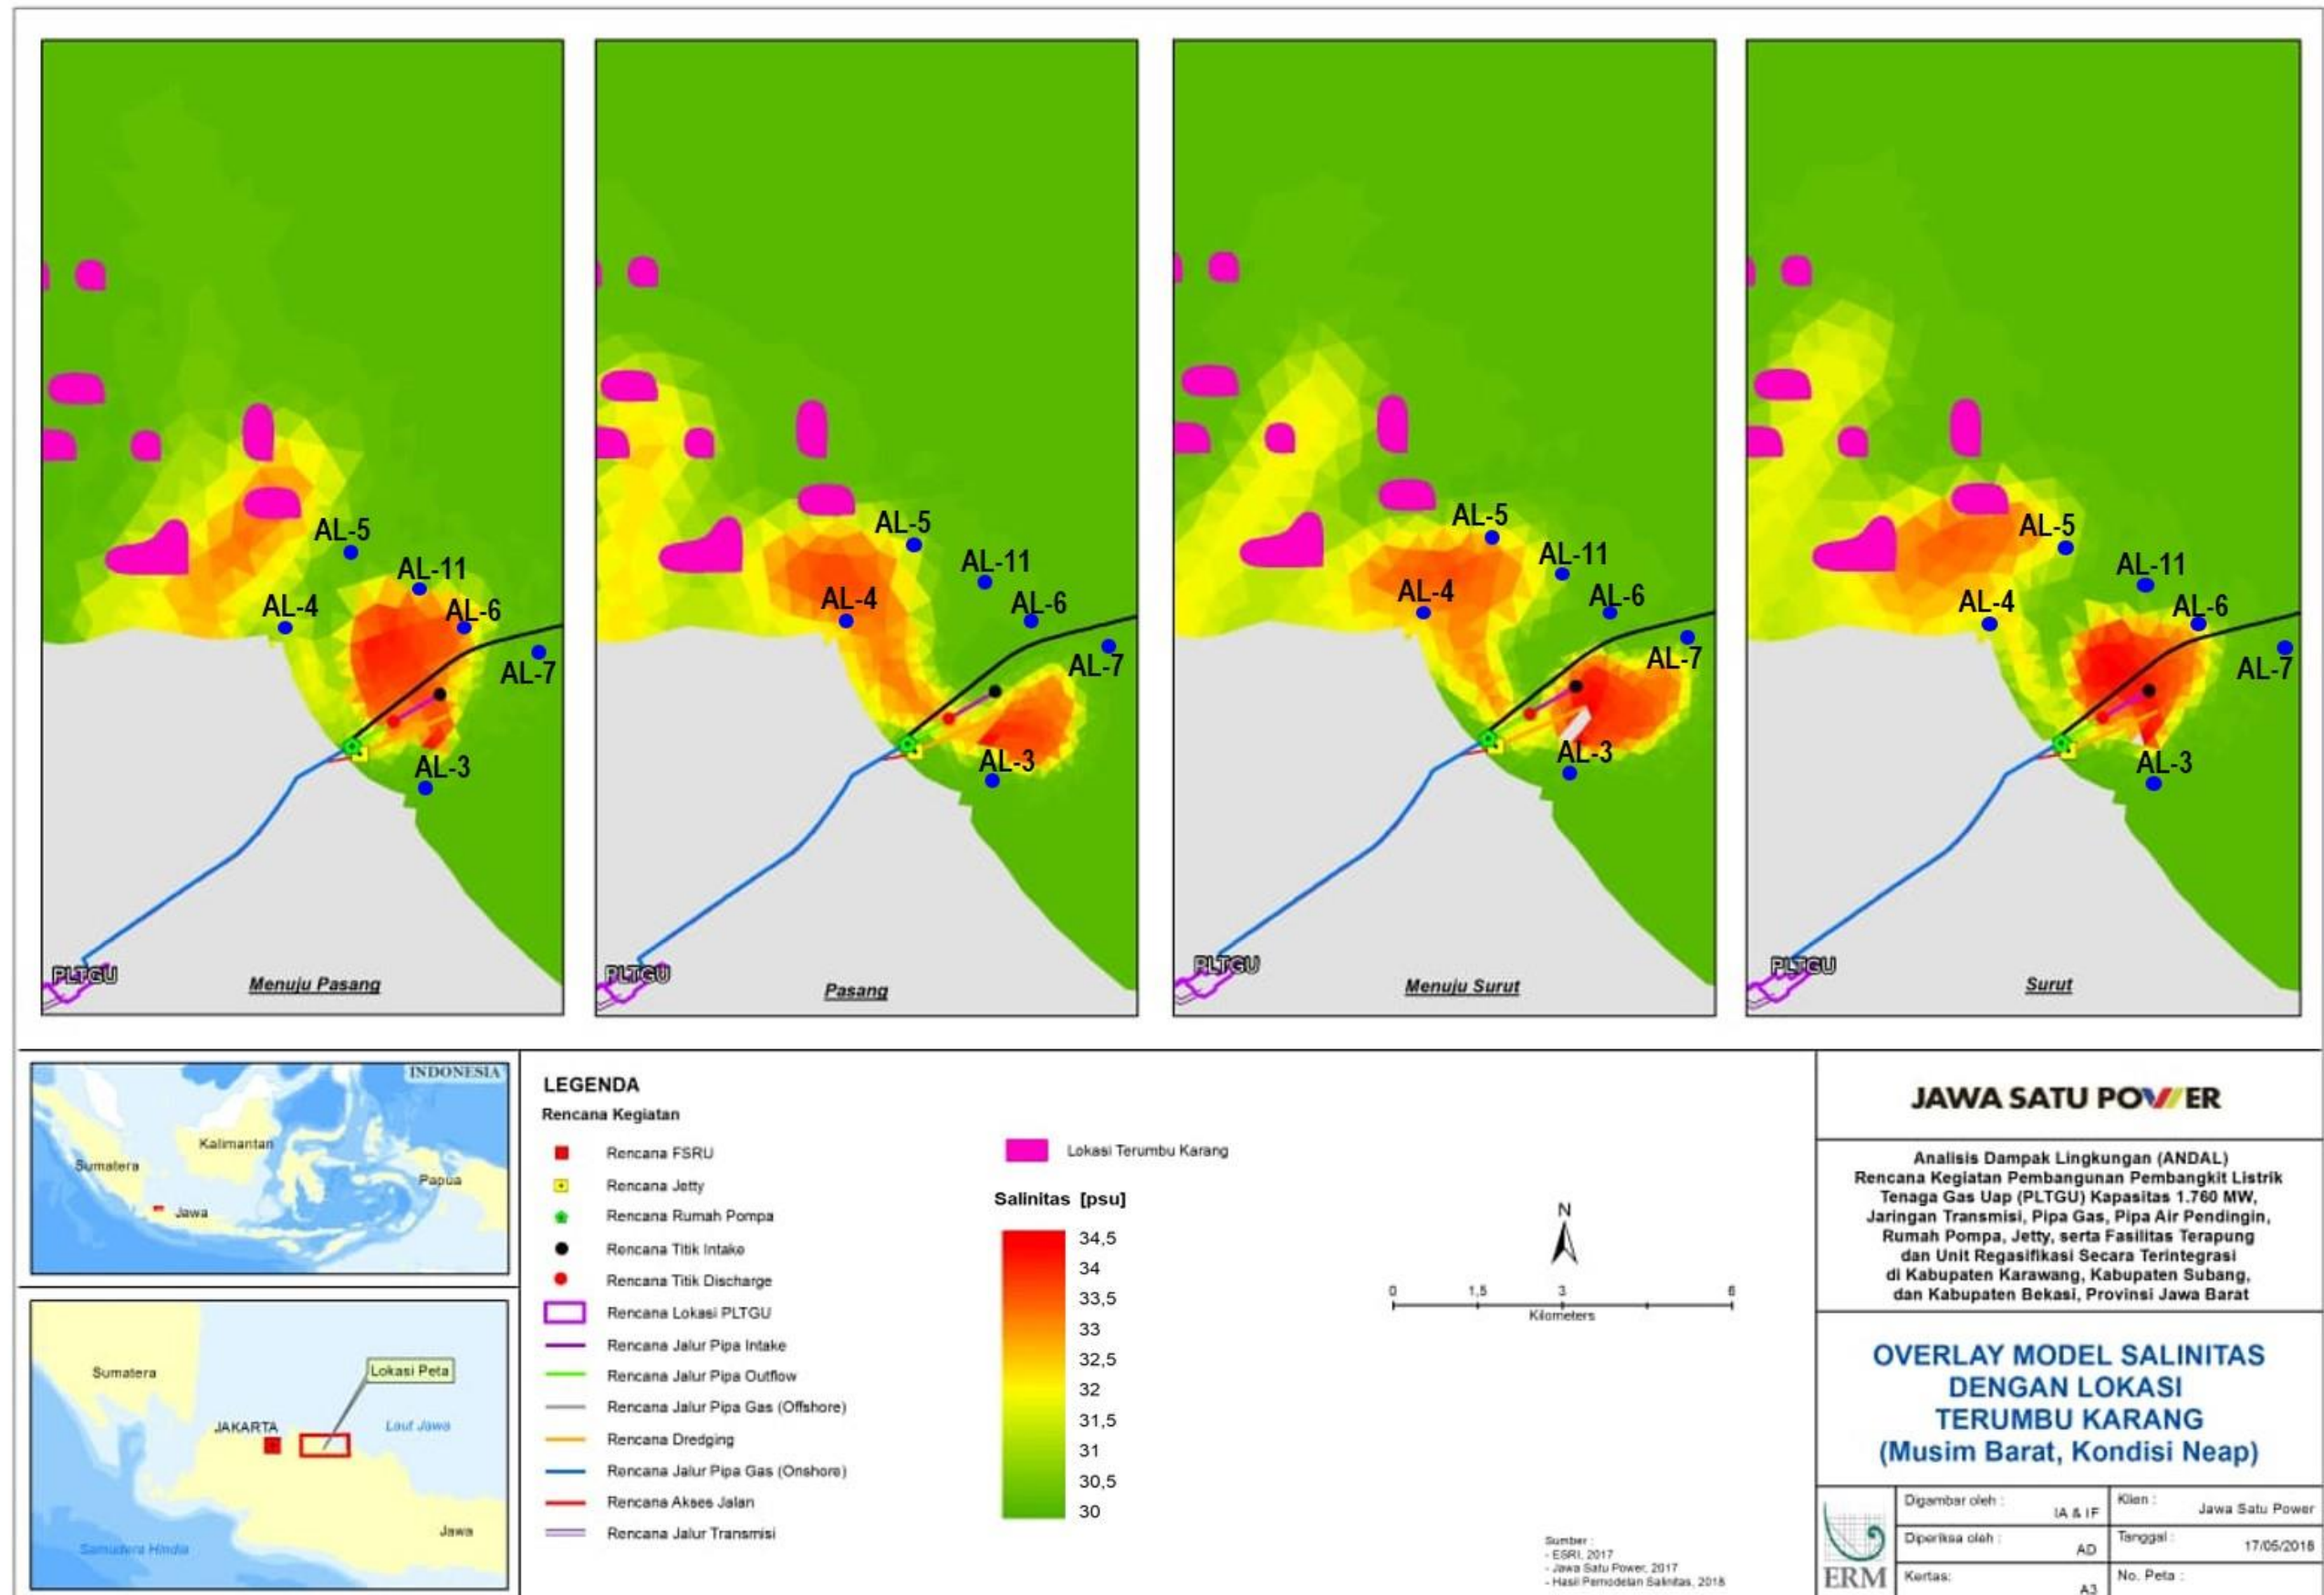 AL-5
AL-11
AL-4
AL-6
AL-7
AL-3
PLTGU
Menuju Pasang
AL-5
AL-11
AL-4
AL-6
AL-7
AL-3
PLTGU
Pasang
AL-5
AL-11
AL-4
AL-6
AL-7
AL-3
PLTGU
Menuju Surut
AL-5
AL-11
AL-4
AL-6
AL-7
AL-3
PLTGU
Surut
INDONESIA
Kalimantan
Sumatera
Papua
Jawa
Lokasi Peta
Sumatera
JAKARTA
Laut Jawa
Jawa
Samudera Hindia
LEGENDA
Rencana Kegiatan
Rencana FSRU
Rencana Jetty
Rencana Rumah Pompa
Rencana Titik Intake
Rencana Titik Discharge
Rencana Lokasi PLTGU
Rencana Jalur Pipa Intake
Rencana Jalur Pipa Outflow
Rencana Jalur Pipa Gas (Offshore)
Rencana Dredging
Rencana Jalur Pipa Gas (Onshore)
Rencana Akses Jalan
Rencana Jalur Transmisi
Lokasi Terumbu Karang
Salinitas [psu]
34,5
34
33,5
33
32,5
32
31,5
31
30,5
30
N
0 1,5 3 6
Kilometers
Sumber :
- ESRI, 2017
- Jawa Satu Power, 2017
- Hasil Pemodelan Salinitas, 2018
JAWA SATU POWER
Analisis Dampak Lingkungan (ANDAL)
Rencana Kegiatan Pembangunan Pembangkit Listrik
Tenaga Gas Uap (PLTGU) Kapasitas 1.760 MW,
Jaringan Transmisi, Pipa Gas, Pipa Air Pendingin,
Rumah Pompa, Jetty, serta Fasilitas Terapung
dan Unit Regasifikasi Secara Terintegrasi
di Kabupaten Karawang, Kabupaten Subang,
dan Kabupaten Bekasi, Provinsi Jawa Barat
OVERLAY MODEL SALINITAS
DENGAN LOKASI
TERUMBU KARANG
(Musim Barat, Kondisi Neap)
ERM
Digambar oleh : IA & IF
Klien : Jawa Satu Power
Diperiksa oleh : AD
Tanggal : 17/05/2018
Kertas: A3
No. Peta :